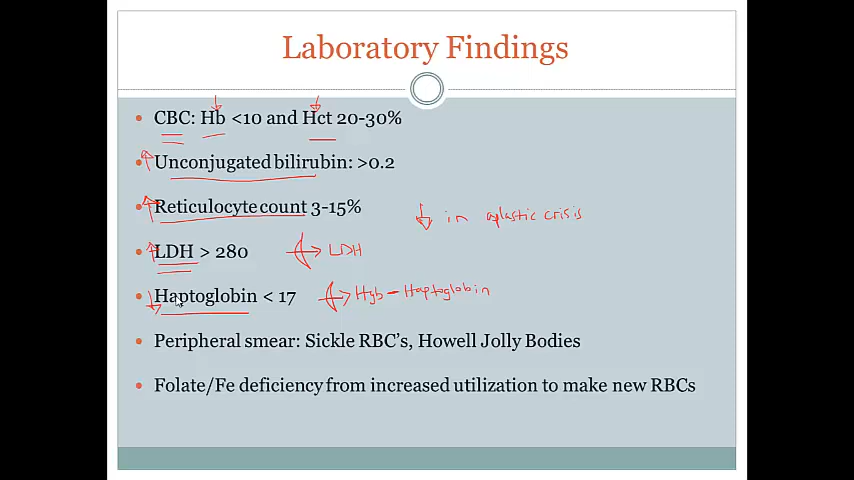 Laboratory Findings
CBC: Hb <10 and Hct 20-30%
Unconjugated bilirubin: >0.2
Reticulocyte count 3-15%
↓ in aplastic crisis
LDH > 280
→ LDH
Haptoglobin < 17
→ Hgb - Haptoglobin
Peripheral smear: Sickle RBC's, Howell Jolly Bodies
Folate/Fe deficiency from increased utilization to make new RBCs